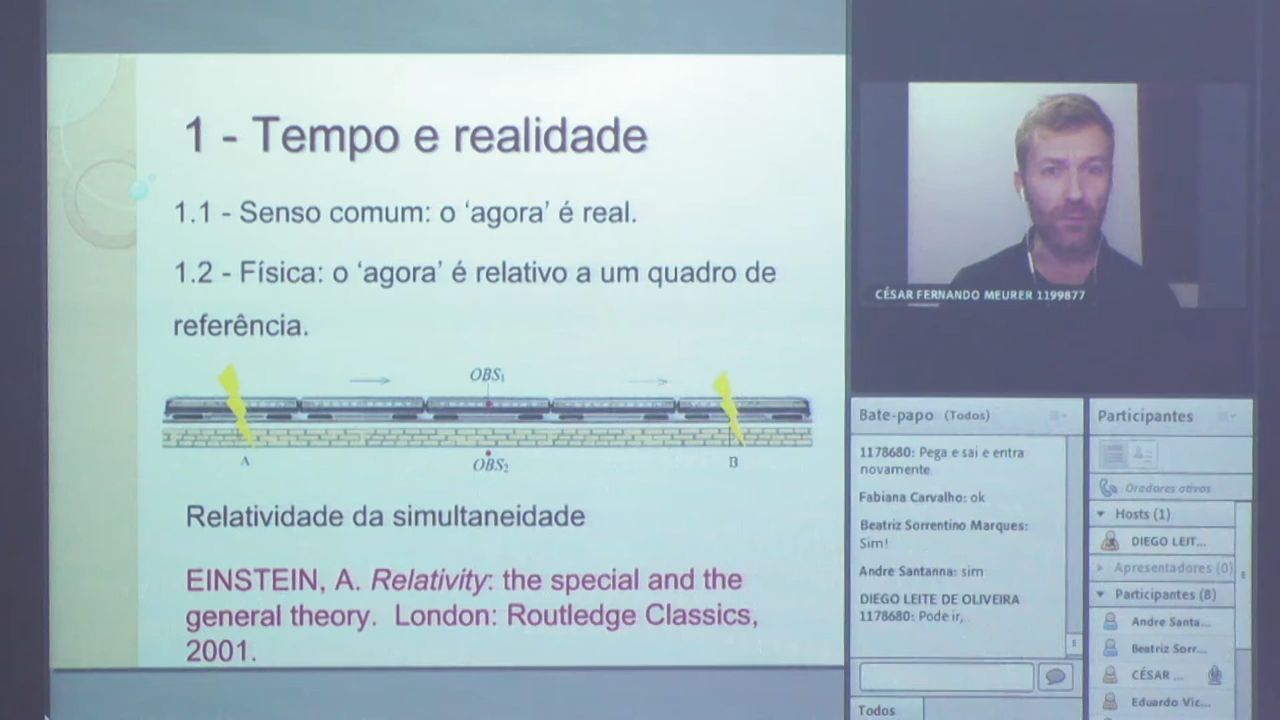 1 - Tempo e realidade
1.1 - Senso comum: o ‘agora’ é real.
1.2 - Física: o ‘agora’ é relativo a um quadro de
referência.
OBS₁
A
OBS₂
B
Relatividade da simultaneidade
EINSTEIN, A. Relativity: the special and the
general theory. London: Routledge Classics,
2001.
CÉSAR FERNANDO MEURER 1199877
Bate-papo (Todos)
1178680: Pega e sai e entra
novamente
Fabiana Carvalho: ok
Beatriz Sorrentino Marques:
Sim!
Andre Santanna: sim
DIEGO LEITE DE OLIVEIRA
1178680: Pode ir,
Todos
Participantes
Oradores ativos
Hosts (1)
DIEGO LEIT...
Apresentadores (0)
Participantes (8)
Andre Santa...
Beatriz Sorr...
CÉSAR ...
Eduardo Vic...